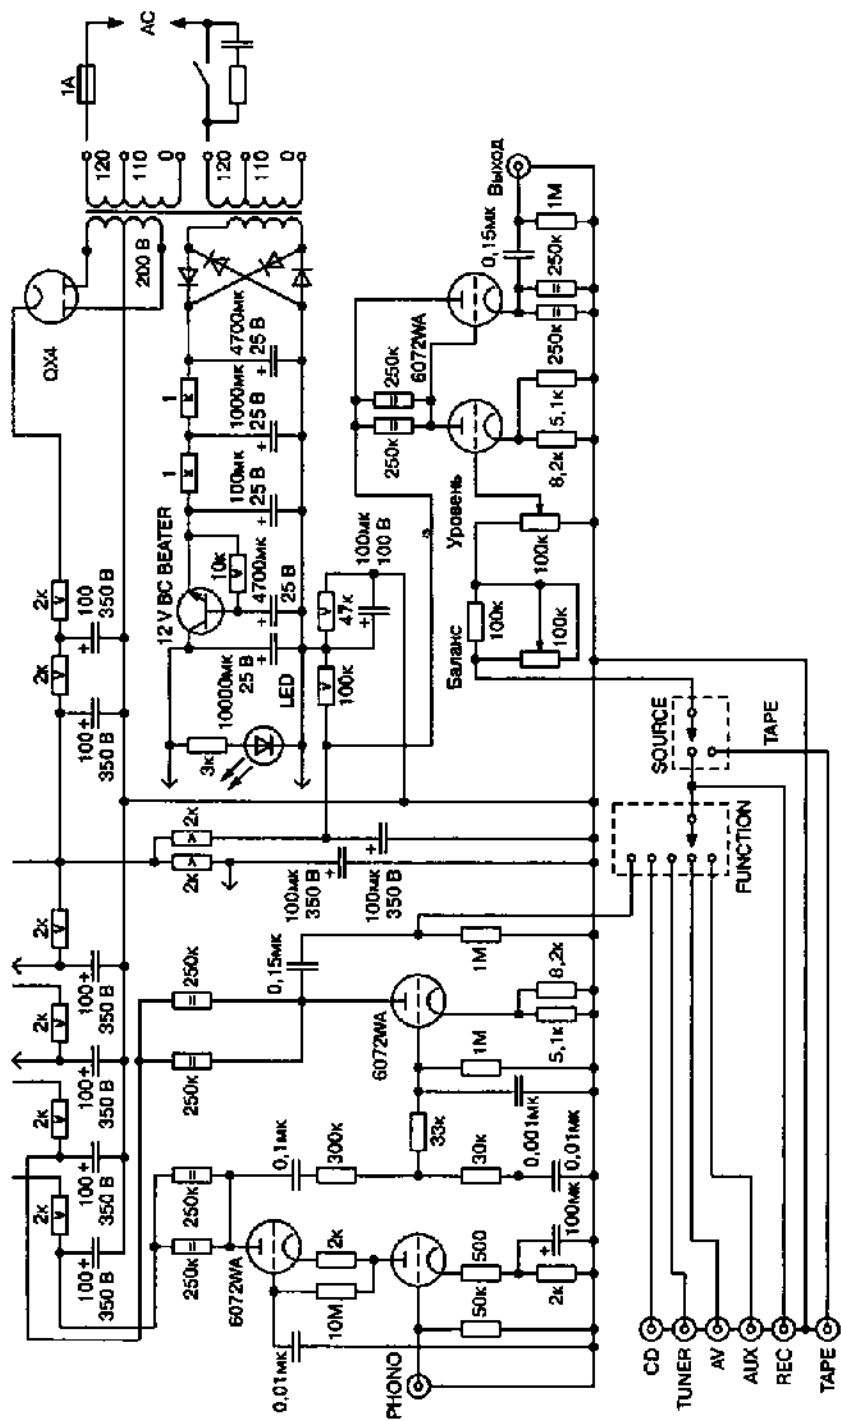 AC
1A
120
110
0
120
110
0
200 В
QX4
4700мк
25 В
1
1000мк
25 В
1
100мк
25 В
12 V BC BEATER
10к
4700мк
25 В
10000мк
25 В
LED
3к
2к
100
350 В
2к
100
350 В
47к
100мк
100 В
100к
2к
2к
100мк
350 В
100мк
350 В
2к
100
350 В
2к
100
350 В
2к
100
350 В
2к
100
350 В
Выход
0,15мк
1М
250к
250к
6072WA
250к
250к
5,1к
8,2к
Уровень
100к
Баланс
100к
100к
SOURCE
TAPE
FUNCTION
250к
250к
0,15мк
1М
6072WA
8,2к
5,1к
1М
0,001мк
33к
0,1мк
300к
30к
0,01мк
250к
250к
6072WA
2к
10М
0,01мк
500
100мк
2к
50к
PHONO
CD
TUNER
AV
AUX
REC
TAPE